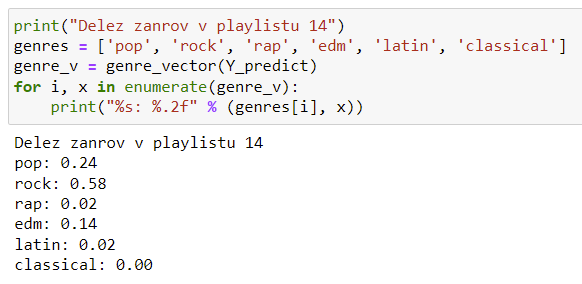 print("Delez zanrov v playlistu 14")
genres = ['pop', 'rock', 'rap', 'edm', 'latin', 'classical']
genre_v = genre_vector(Y_predict)
for i, x in enumerate(genre_v):
    print("%s: %.2f" % (genres[i], x))
Delez zanrov v playlistu 14
pop: 0.24
rock: 0.58
rap: 0.02
edm: 0.14
latin: 0.02
classical: 0.00